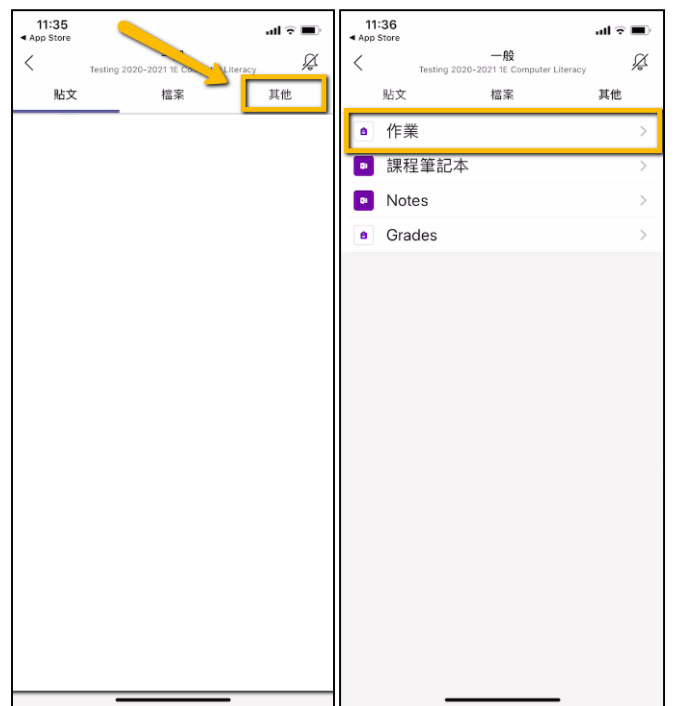 11:35
◀ App Store
Testing 2020-2021 1E Computer Literacy
貼文 檔案 其他
11:36
◀ App Store
一般
Testing 2020-2021 1E Computer Literacy
貼文 檔案 其他
作業
課程筆記本
Notes
Grades